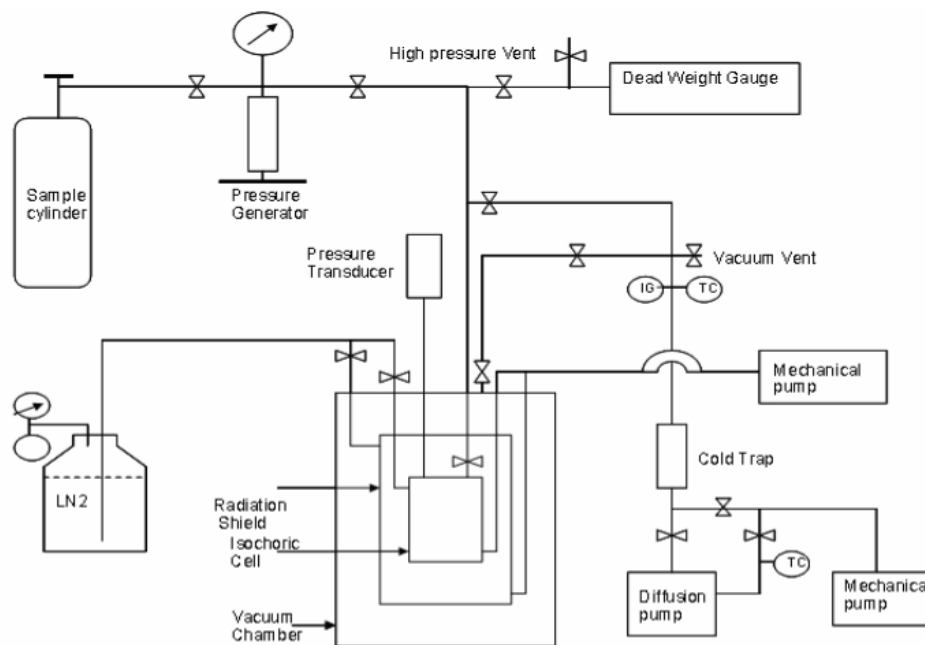 High pressure Vent
Dead Weight Gauge
Sample
cylinder
Pressure
Generator
Pressure
Transducer
Vacuum Vent
IG
TC
Mechanical
pump
Cold Trap
LN2
Radiation
Shield
Isochoric
Cell
TC
Diffusion
pump
Mechanical
pump
Vacuum
Chamber